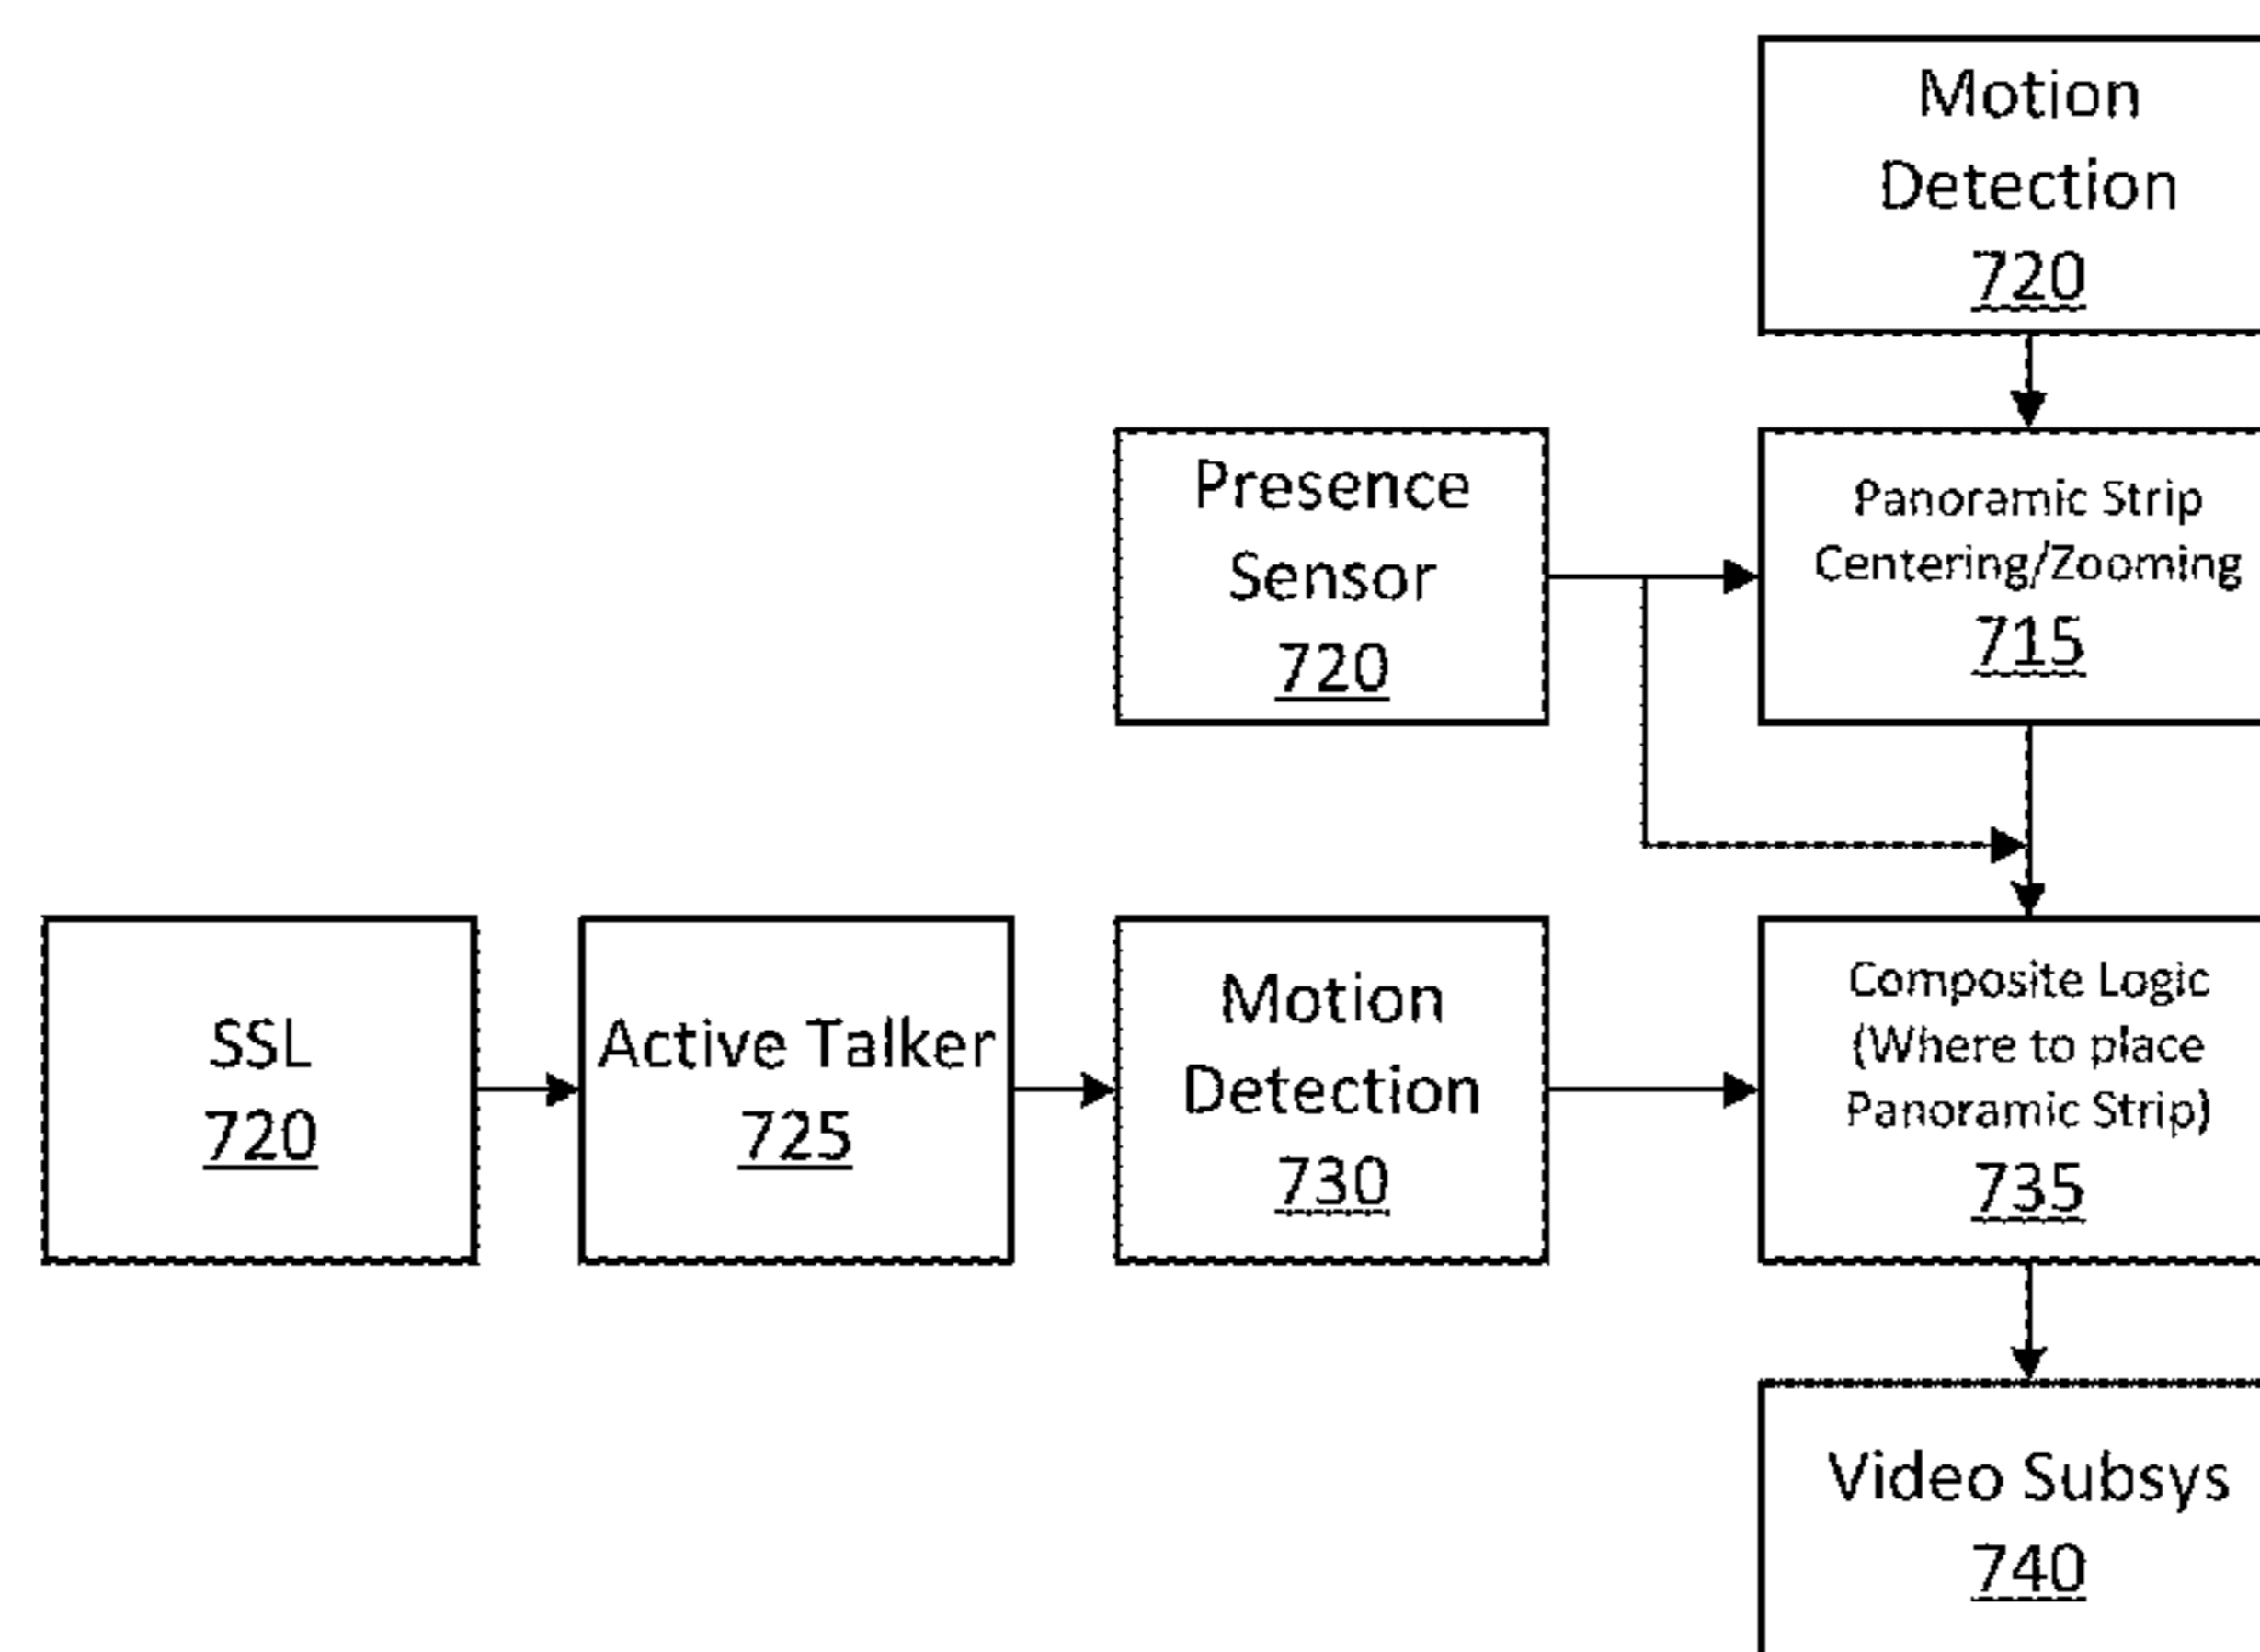 Motion
Detection
720
Presence
Sensor
720
Panoramic Strip
Centering/Zooming
715
SSL
720
Active Talker
725
Motion
Detection
730
Composite Logic
(Where to place
Panoramic Strip)
735
Video Subsys
740